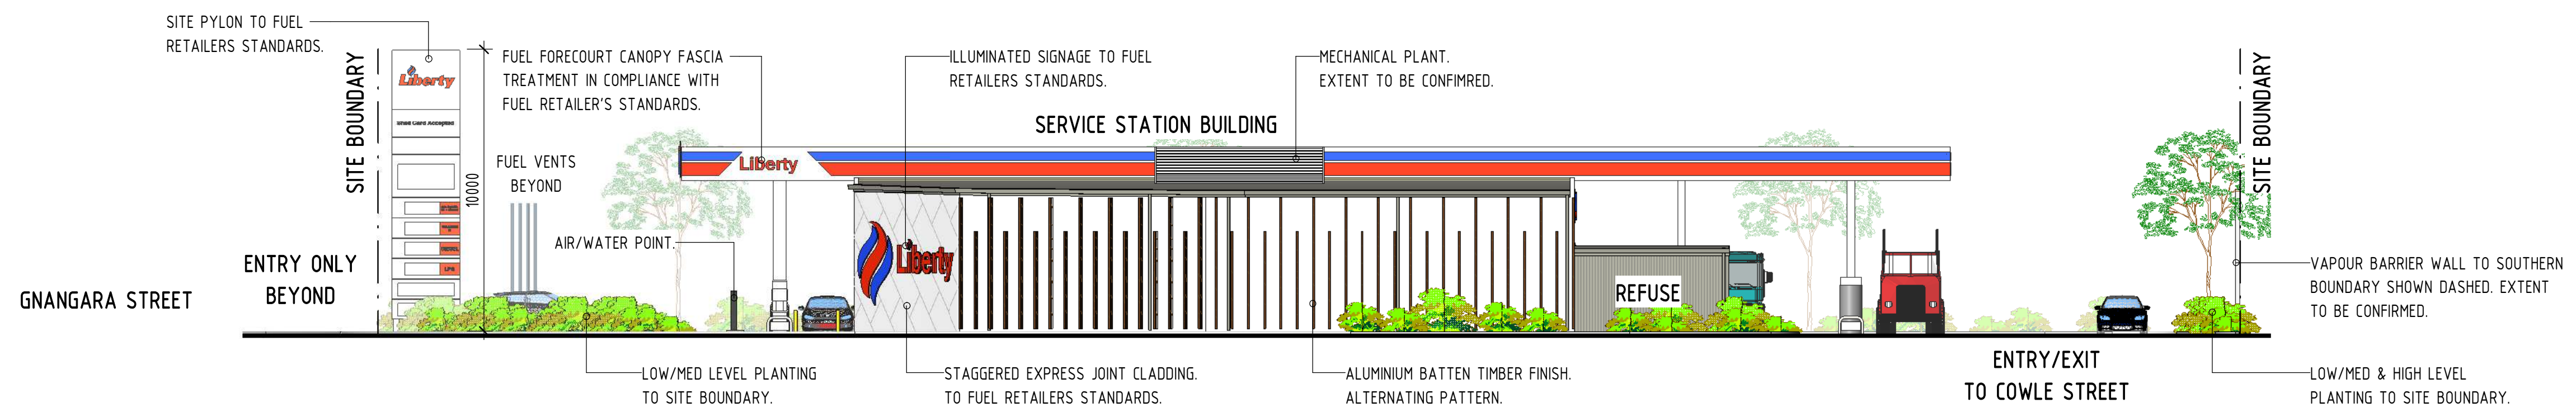 SITE PYLON TO FUEL
RETAILERS STANDARDS.
SITE BOUNDARY
Liberty
Shell Card Accepted
LPG
10000
FUEL FORECOURT CANOPY FASCIA
TREATMENT IN COMPLIANCE WITH
FUEL RETAILER'S STANDARDS.
FUEL VENTS
BEYOND
AIR/WATER POINT.
ENTRY ONLY
BEYOND
GNANGARA STREET
LOW/MED LEVEL PLANTING
TO SITE BOUNDARY.
ILLUMINATED SIGNAGE TO FUEL
RETAILERS STANDARDS.
SERVICE STATION BUILDING
MECHANICAL PLANT.
EXTENT TO BE CONFIMRED.
Liberty
Liberty
STAGGERED EXPRESS JOINT CLADDING.
TO FUEL RETAILERS STANDARDS.
ALUMINIUM BATTEN TIMBER FINISH.
ALTERNATING PATTERN.
REFUSE
ENTRY/EXIT
TO COWLE STREET
SITE BOUNDARY
VAPOUR BARRIER WALL TO SOUTHERN
BOUNDARY SHOWN DASHED. EXTENT
TO BE CONFIRMED.
LOW/MED & HIGH LEVEL
PLANTING TO SITE BOUNDARY.